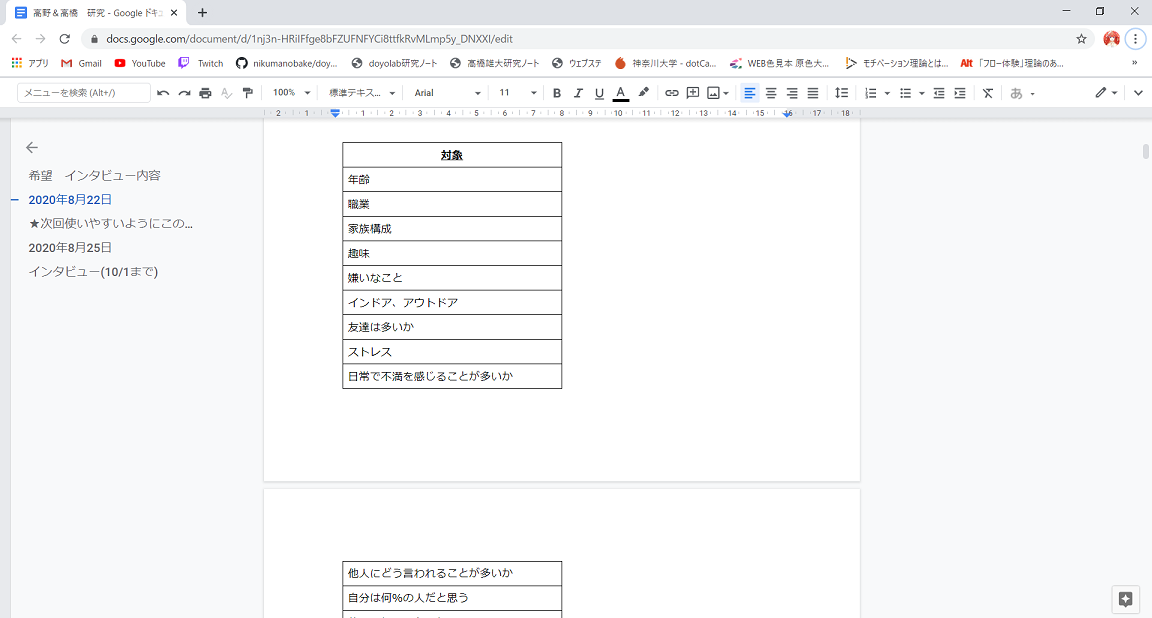 高野＆高橋　研究 - Google ドキュ
docs.google.com/document/d/1nj3n-HRilFfge8bFZUFNFYCi8ttfkRvMLmp5y_DNXXI/edit
アプリ Gmail YouTube Twitch nikumanobake/doy... doyolab研究ノート 高橋雄大研究ノート ウェブステ 神奈川大学 - dotCa... WEB色見本 原色大... モチベーション理論とは... Alt 「フロー体験」理論のあ... »
メニューを検索 (Alt+/) 100% 標準テキス... Arial 11 B I U A あ
2 1 1 2 3 4 5 6 7 8 9 10 11 12 13 14 15 16 17 18
希望　インタビュー内容
2020年8月22日
★次回使いやすいようにこの...
2020年8月25日
インタビュー(10/1まで)
対象
年齢
職業
家族構成
趣味
嫌いなこと
インドア、アウトドア
友達は多いか
ストレス
日常で不満を感じることが多いか
他人にどう言われることが多いか
自分は何%の人だと思う